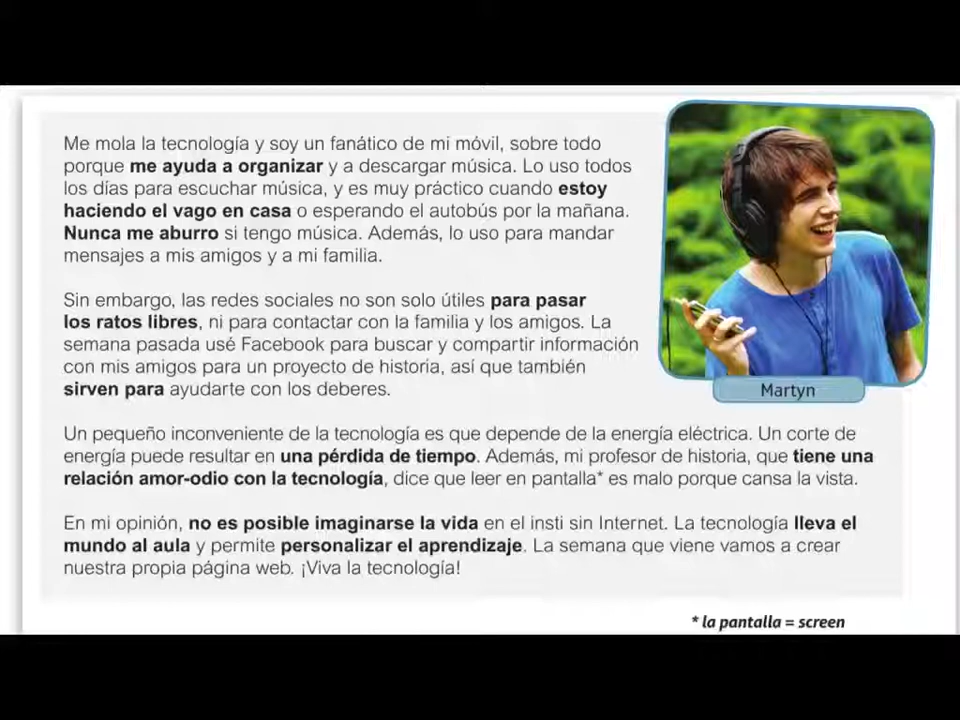 Me mola la tecnología y soy un fanático de mi móvil, sobre todo
porque me ayuda a organizar y a descargar música. Lo uso todos
los días para escuchar música, y es muy práctico cuando estoy
haciendo el vago en casa o esperando el autobús por la mañana.
Nunca me aburro si tengo música. Además, lo uso para mandar
mensajes a mis amigos y a mi familia.
Sin embargo, las redes sociales no son solo útiles para pasar
los ratos libres, ni para contactar con la familia y los amigos. La
semana pasada usé Facebook para buscar y compartir información
con mis amigos para un proyecto de historia, así que también
sirven para ayudarte con los deberes.
Martyn
Un pequeño inconveniente de la tecnología es que depende de la energía eléctrica. Un corte de
energía puede resultar en una pérdida de tiempo. Además, mi profesor de historia, que tiene una
relación amor-odio con la tecnología, dice que leer en pantalla* es malo porque cansa la vista.
En mi opinión, no es posible imaginarse la vida en el insti sin Internet. La tecnología lleva el
mundo al aula y permite personalizar el aprendizaje. La semana que viene vamos a crear
nuestra propia página web. ¡Viva la tecnología!
* la pantalla = screen